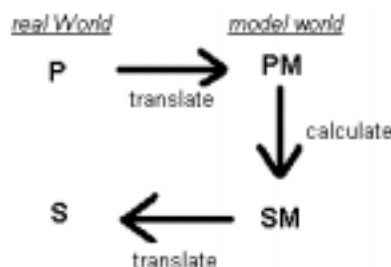 real World model world
P PM
translate
calculate
S SM
translate